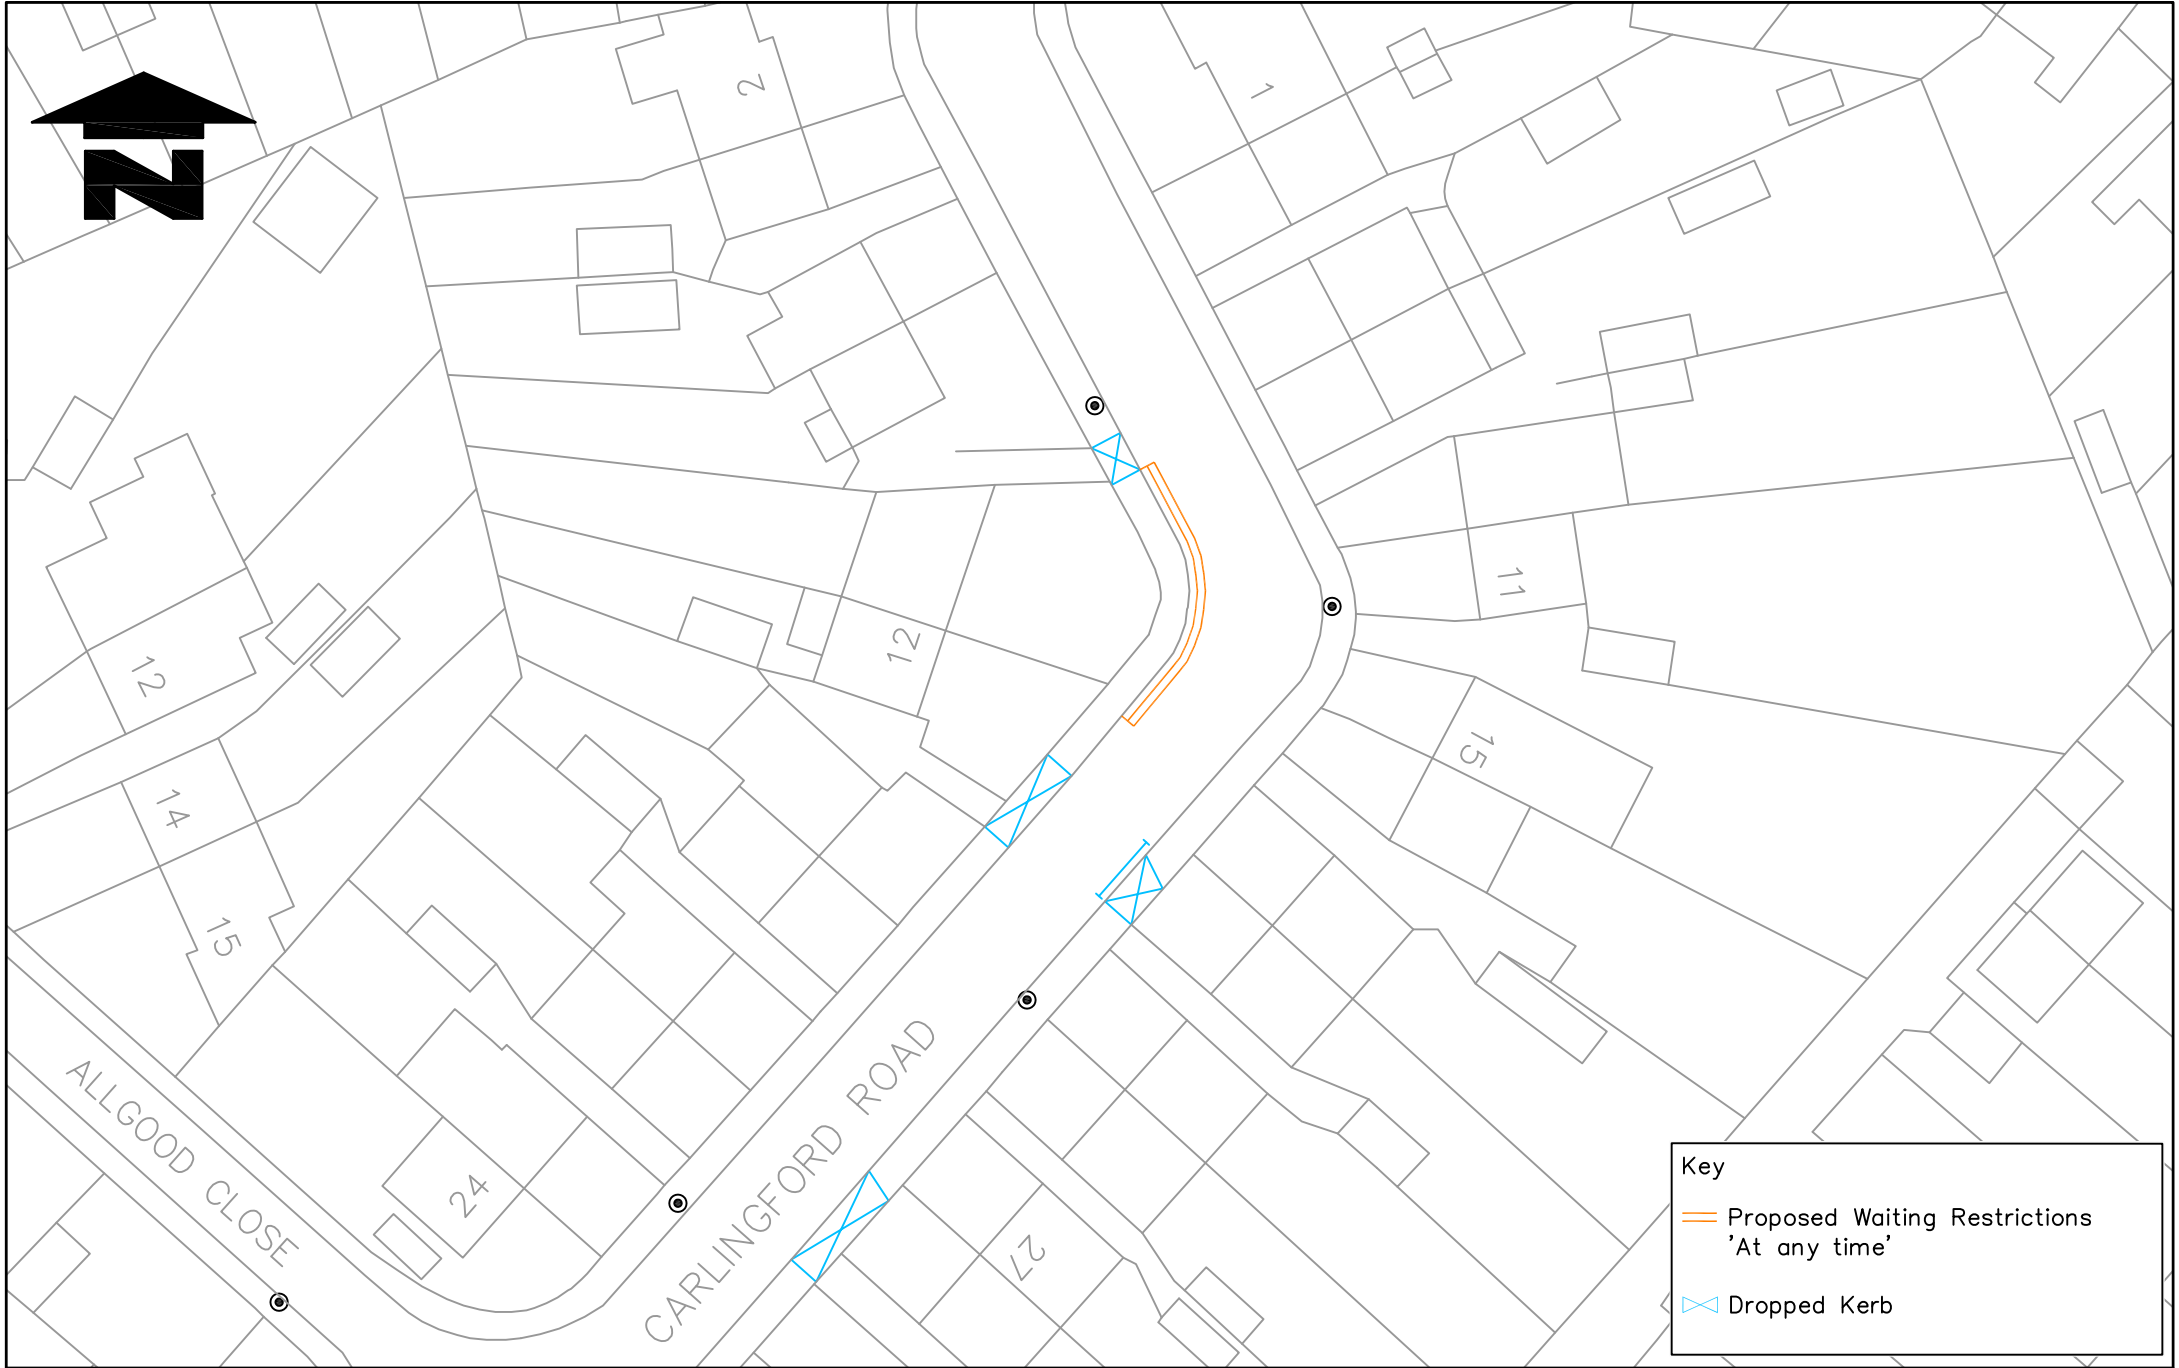 N
2
1
12
11
12
15
14
15
ALLGOOD CLOSE
CARLINGFORD ROAD
24
27
Key
Proposed Waiting Restrictions
'At any time'
Dropped Kerb